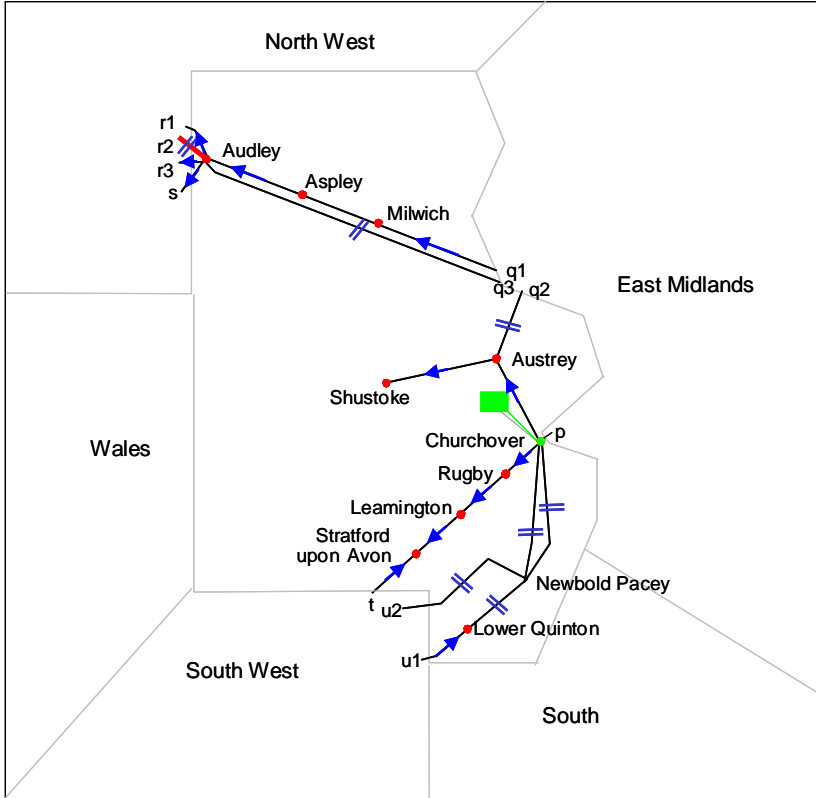 North West
r1
r2
Audley
r3
Aspley
s
Milwich
q1
q3
q2
East Midlands
Austrey
Shustoke
Wales
Churchover
p
Rugby
Leamington
Stratford
upon Avon
Newbold Pacey
t
u2
Lower Quinton
u1
South West
South